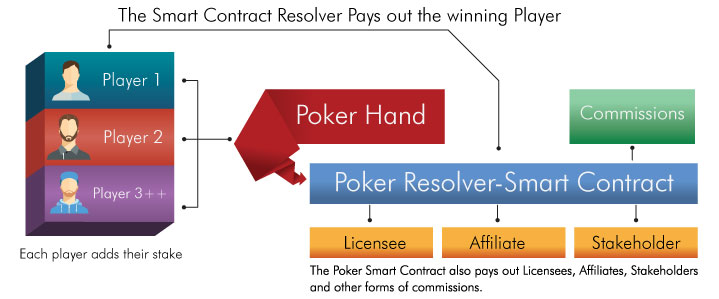 The Smart Contract Resolver Pays out the winning Player
Player 1
Player 2
Player 3++
Each player adds their stake
Poker Hand
Commissions
Poker Resolver-Smart Contract
Licensee
Affiliate
Stakeholder
The Poker Smart Contract also pays out Licensees, Affiliates, Stakeholders
and other forms of commissions.